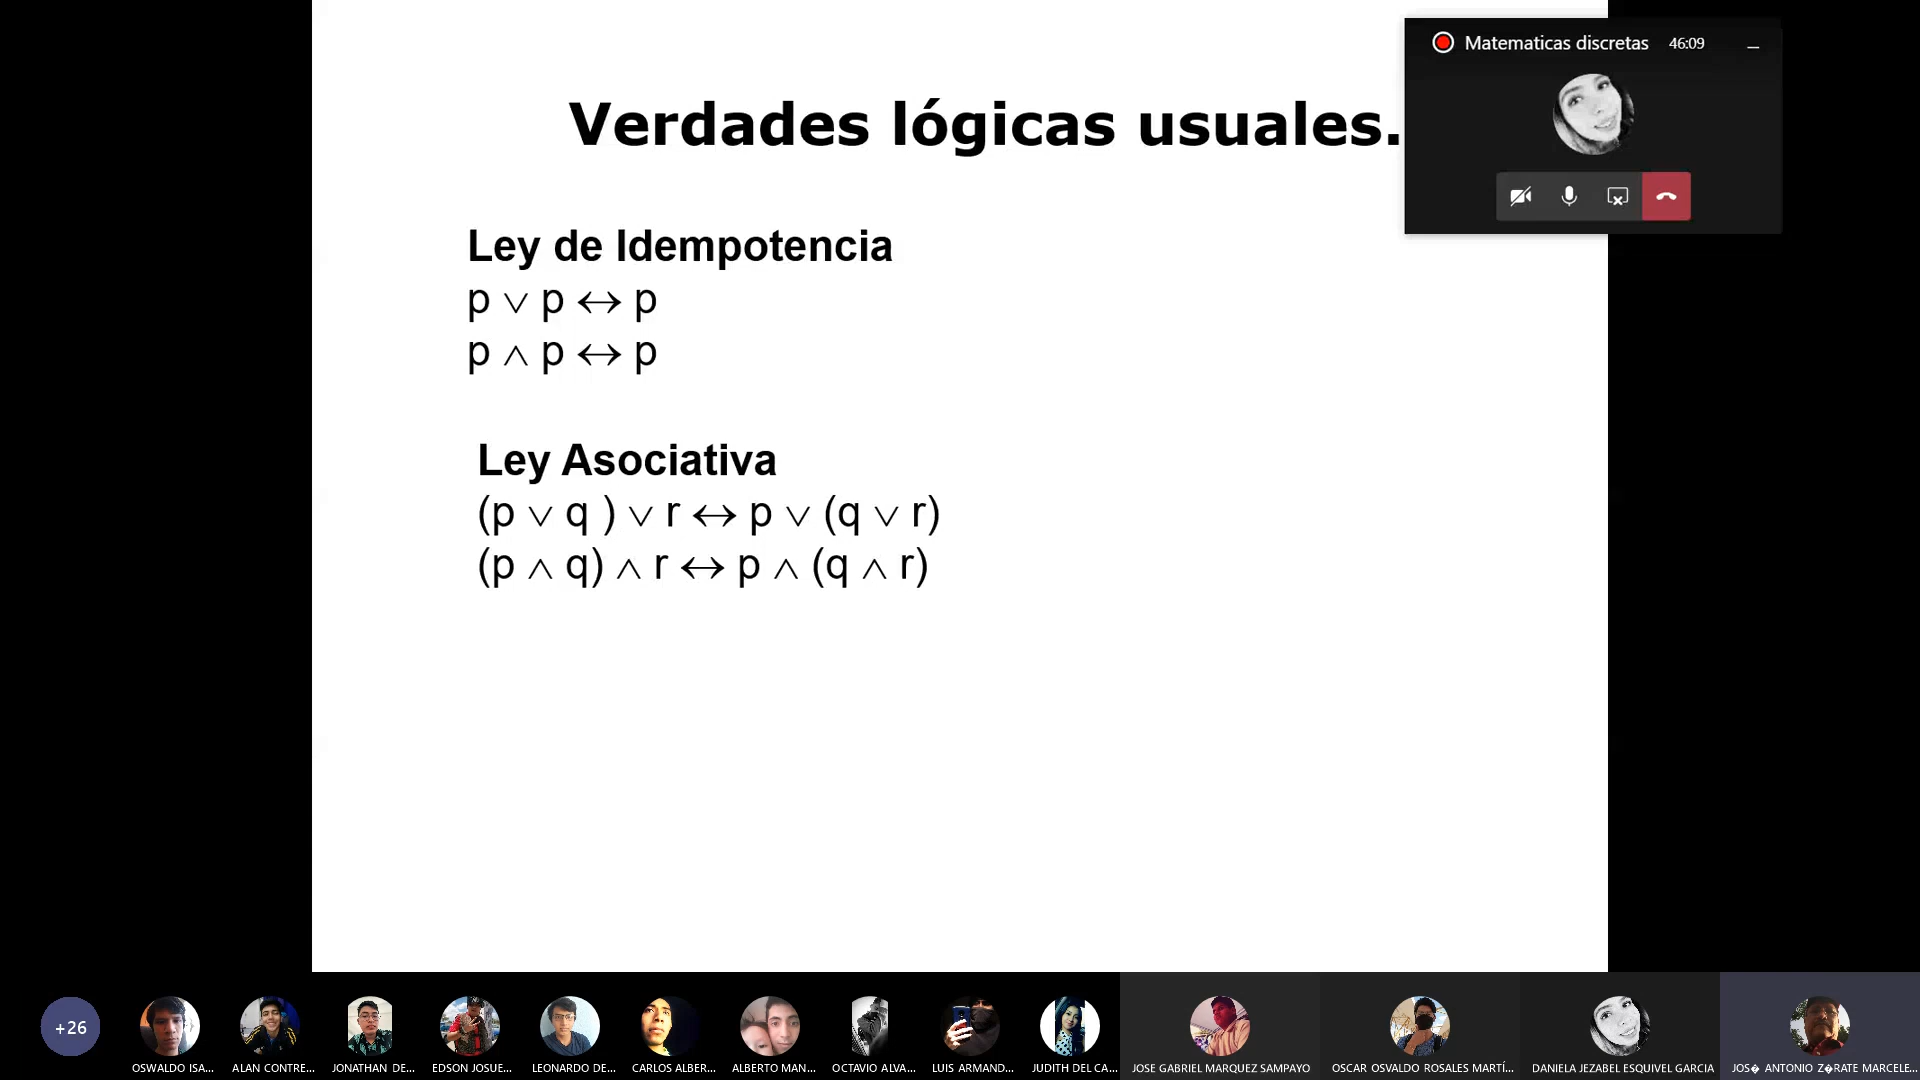 Matematicas discretas 46:09
Verdades lógicas usuales.
Ley de Idempotencia
p ∨ p ↔ p
p ∧ p ↔ p
Ley Asociativa
(p ∨ q ) ∨ r ↔ p ∨ (q ∨ r)
(p ∧ q) ∧ r ↔ p ∧ (q ∧ r)
+26
OSWALDO ISA...
ALAN CONTRE...
JONATHAN DE...
EDSON JOSUE...
LEONARDO DE...
CARLOS ALBER...
ALBERTO MAN...
OCTAVIO ALVA...
LUIS ARMAND...
JUDITH DEL CA...
JOSE GABRIEL MARQUEZ SAMPAYO
OSCAR OSVALDO ROSALES MARTÍ...
DANIELA JEZABEL ESQUIVEL GARCIA
JOS� ANTONIO Z�RATE MARCELE...